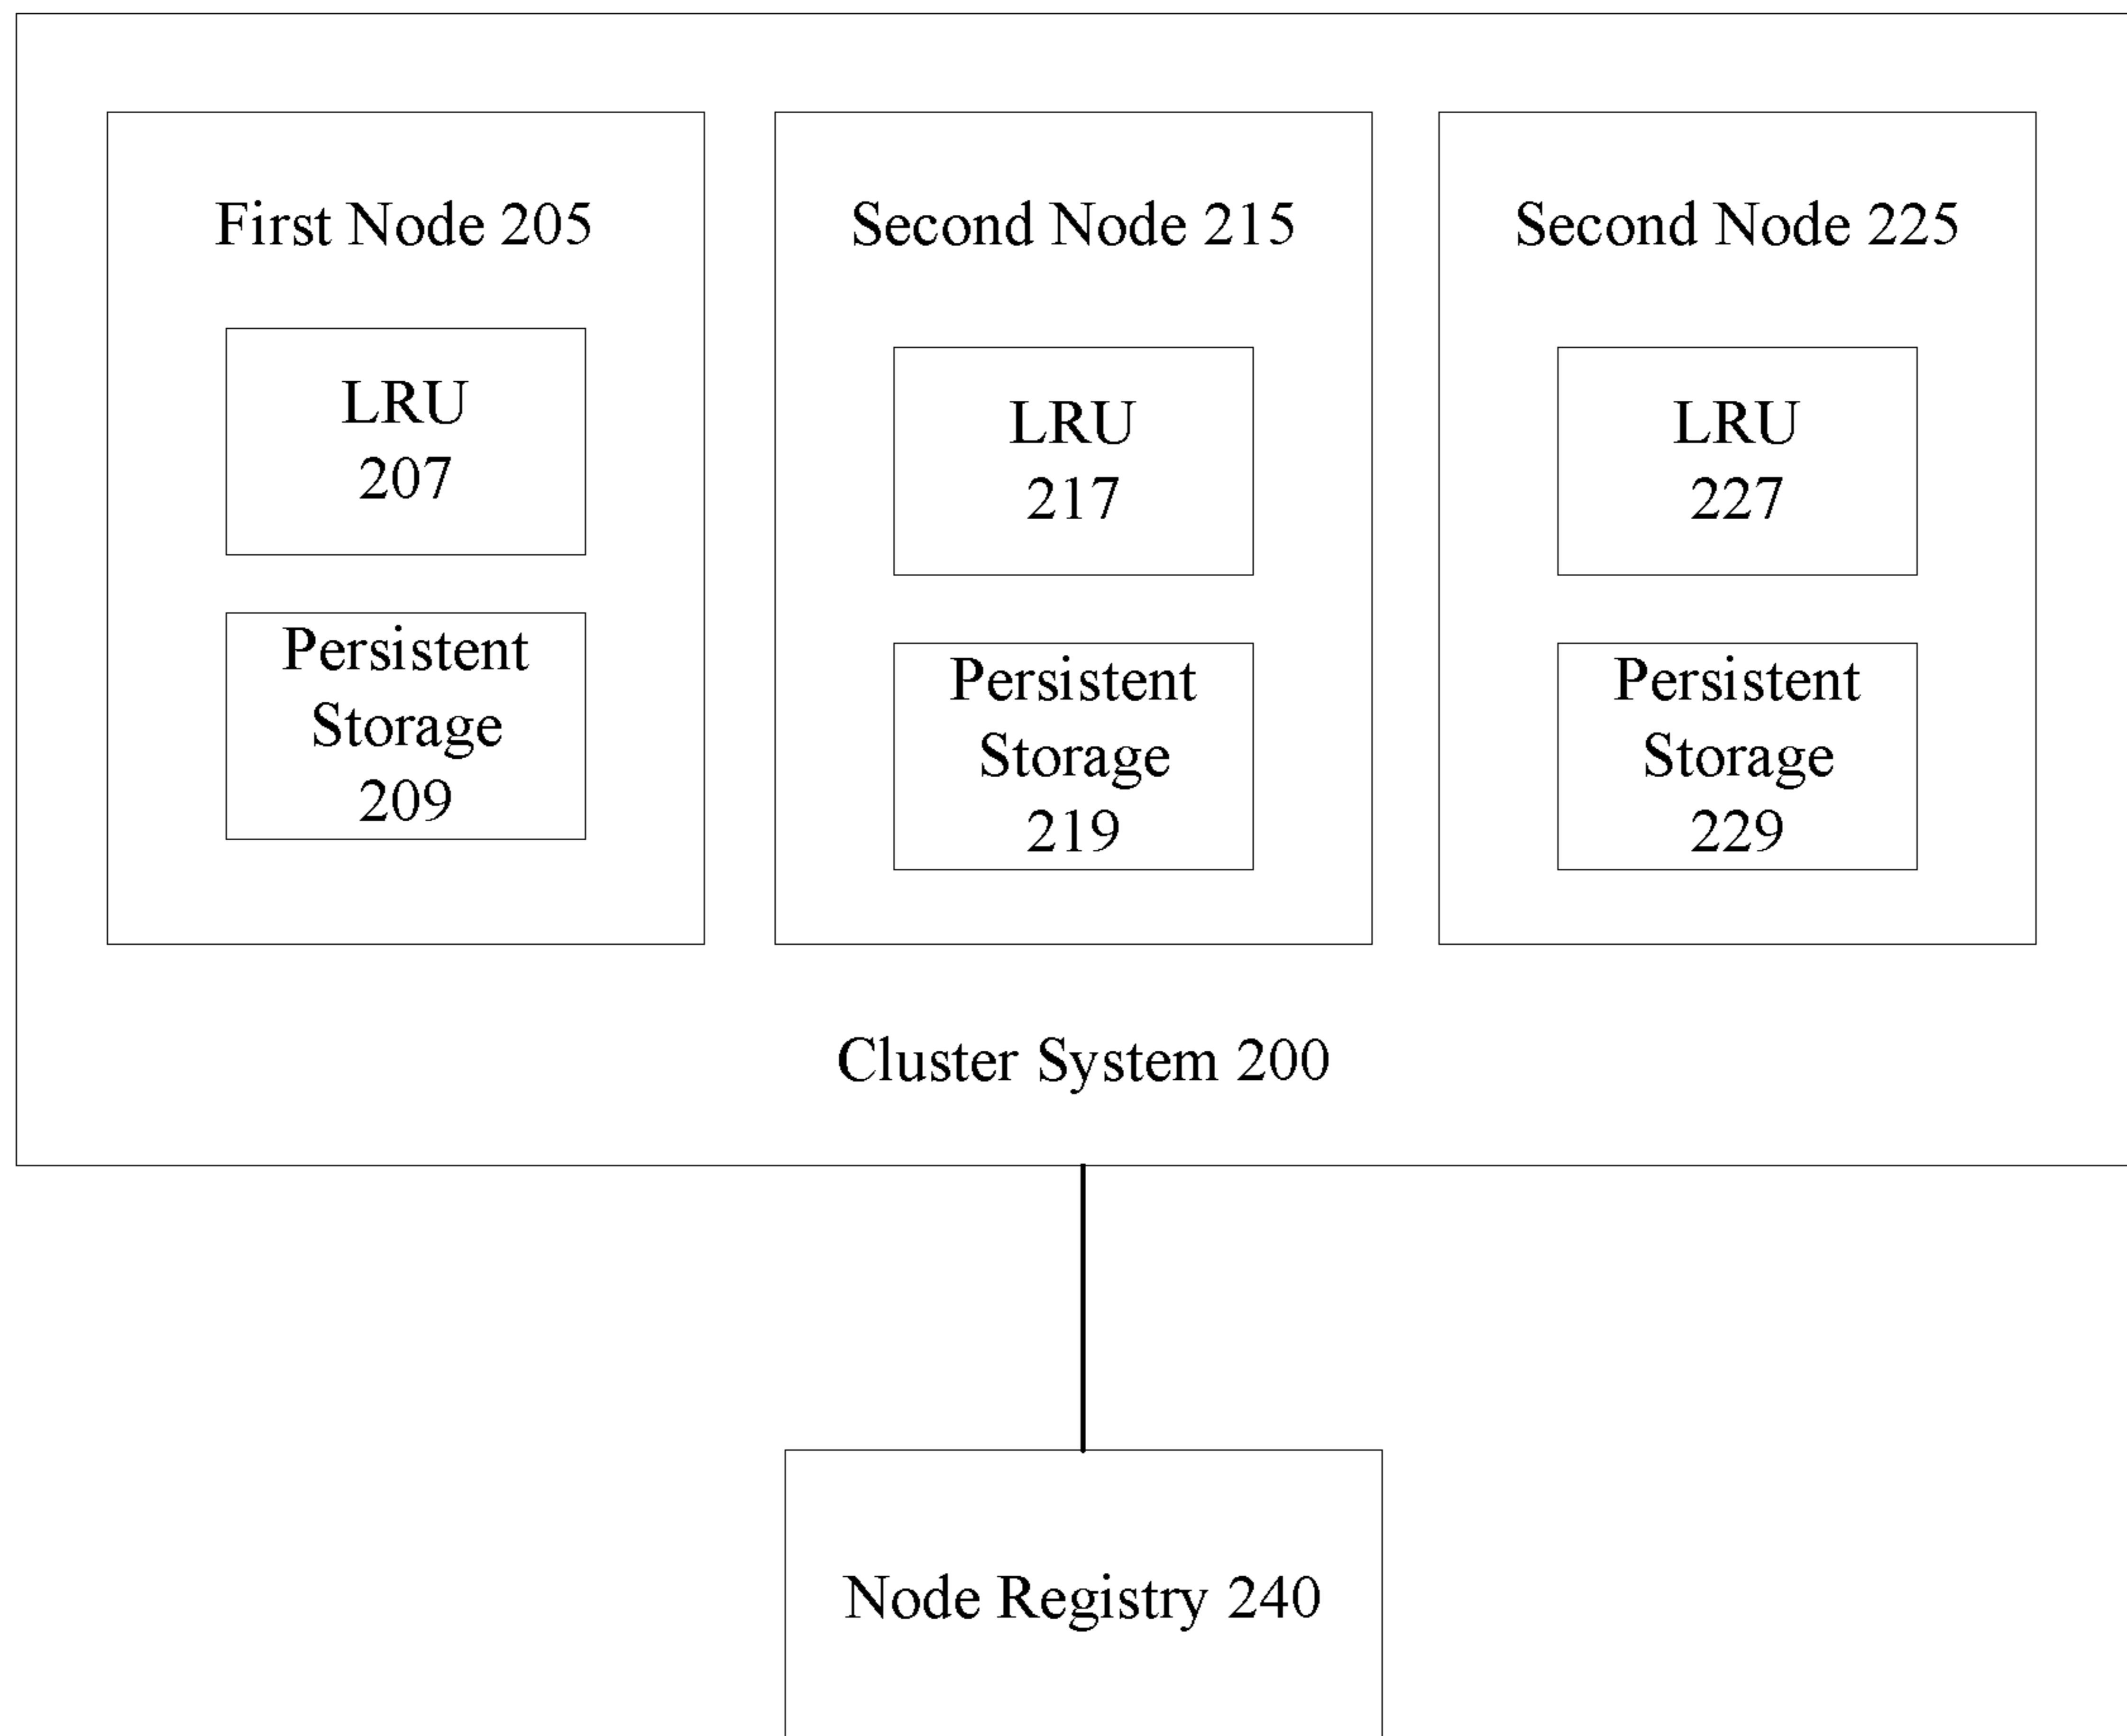 First Node 205
LRU
207
Persistent
Storage
209
Second Node 215
LRU
217
Persistent
Storage
219
Second Node 225
LRU
227
Persistent
Storage
229
Cluster System 200
Node Registry 240